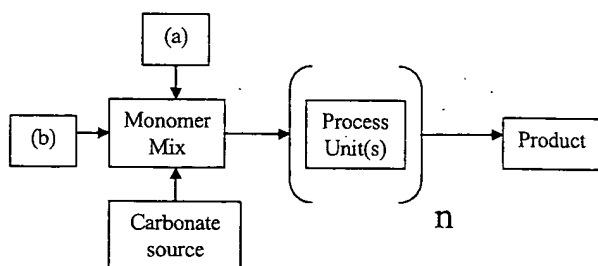 (a)
(b)
Monomer
Mix
Process
Unit(s)
Product
n
Carbonate
source